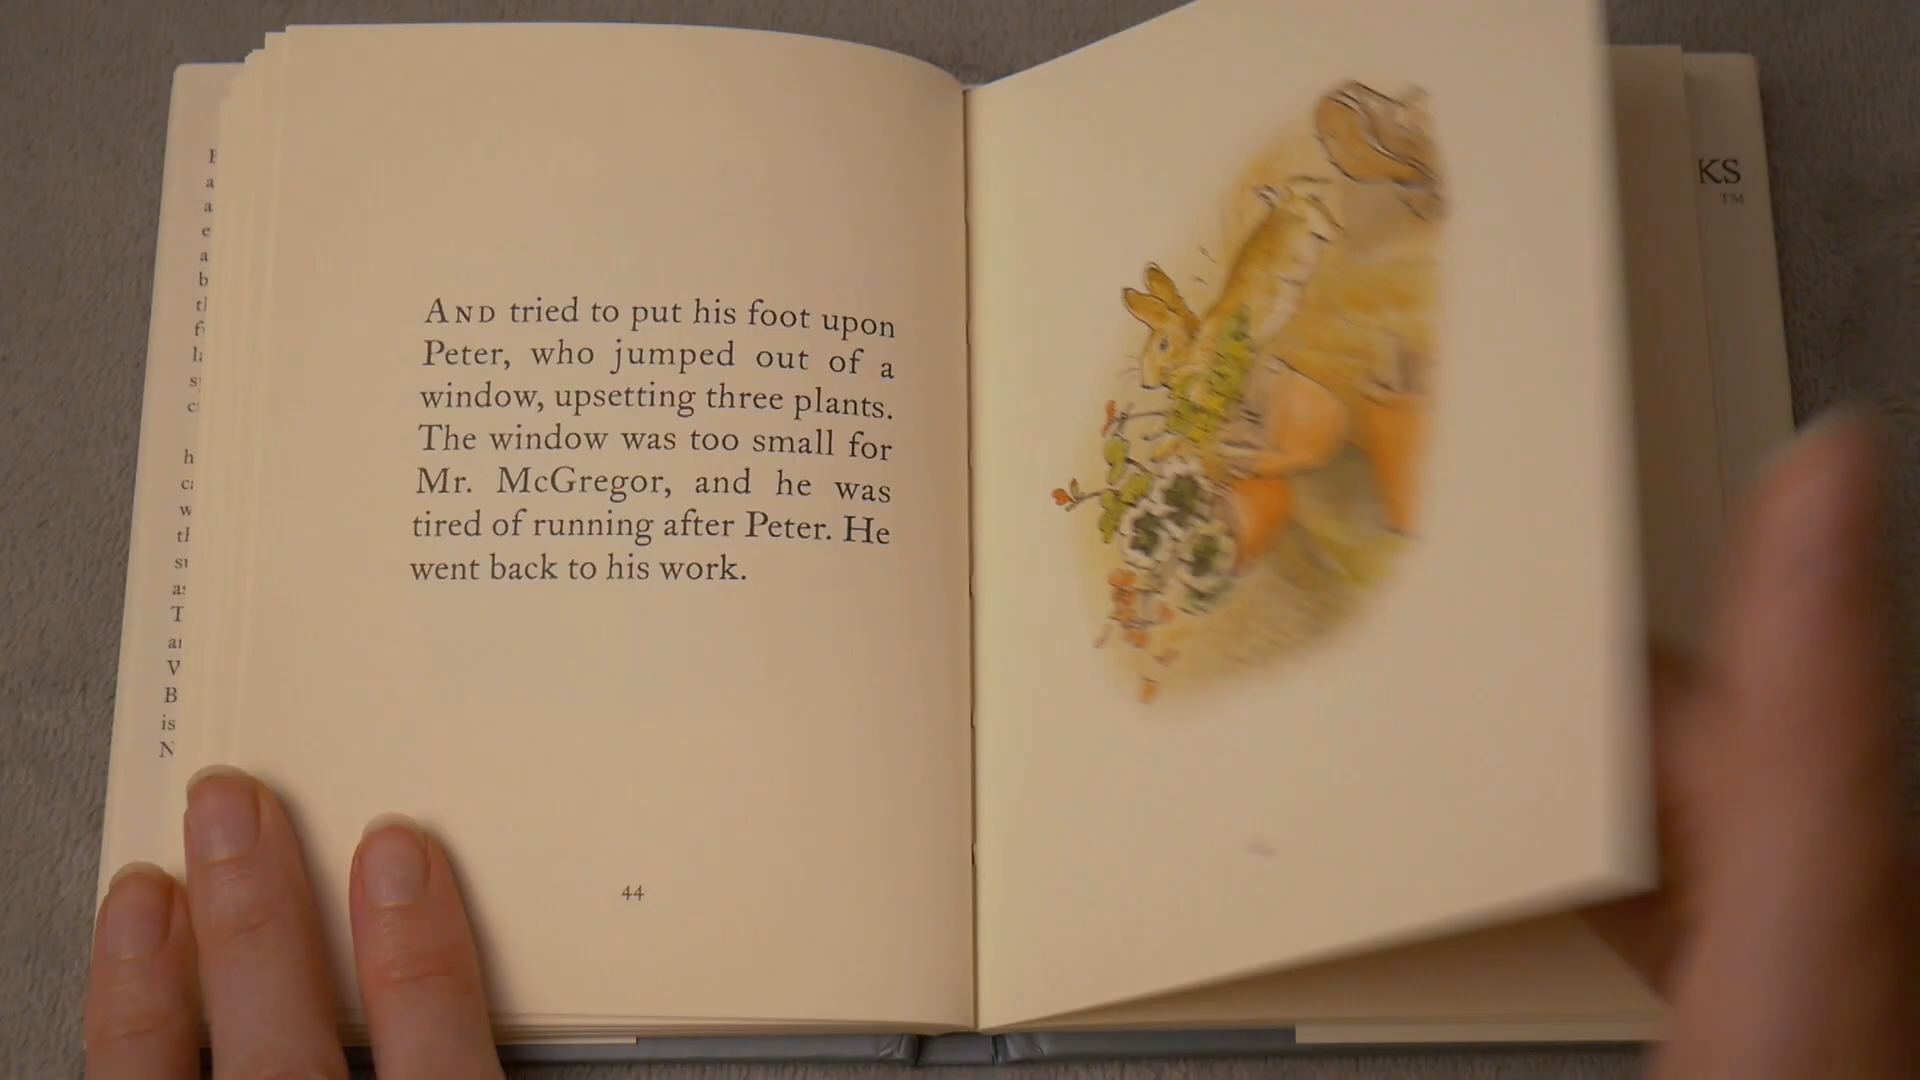 AND tried to put his foot upon
Peter, who jumped out of a
window, upsetting three plants.
The window was too small for
Mr. McGregor, and he was
tired of running after Peter. He
went back to his work.
44
KS
TM